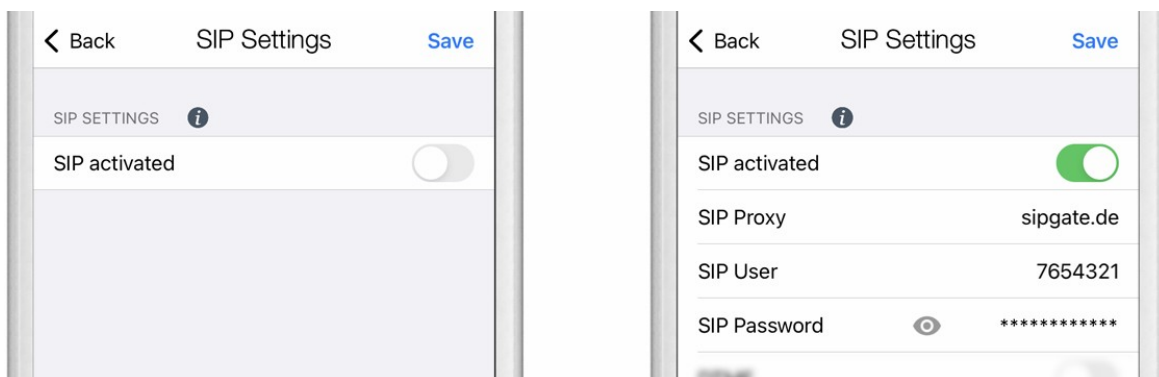 Back SIP Settings Save
SIP SETTINGS i
SIP activated
Back SIP Settings Save
SIP SETTINGS i
SIP activated
SIP Proxy sipgate.de
SIP User 7654321
SIP Password ************